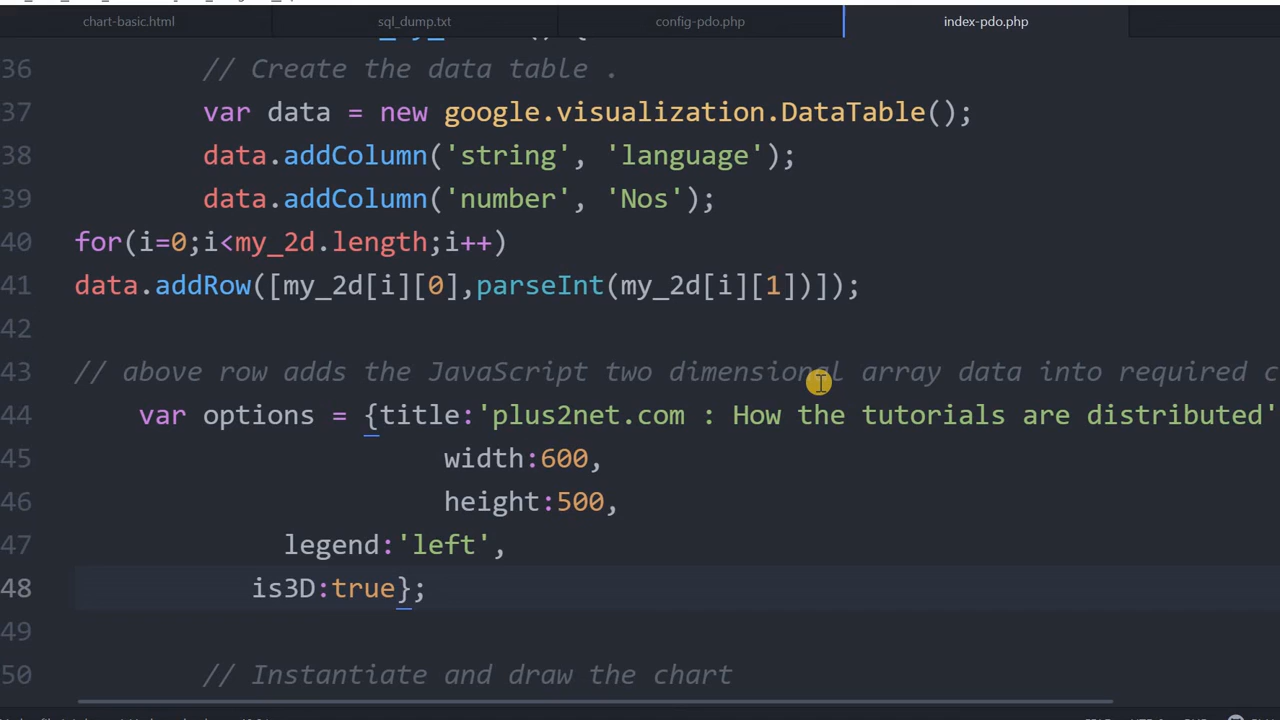 chart-basic.html sql_dump.txt config-pdo.php index-pdo.php
36 // Create the data table .
37 var data = new google.visualization.DataTable();
38 data.addColumn('string', 'language');
39 data.addColumn('number', 'Nos');
40 for(i=0;i<my_2d.length;i++)
41 data.addRow([my_2d[i][0],parseInt(my_2d[i][1])]);
42
43 // above row adds the JavaScript two dimensional array data into required c
44 var options = {title:'plus2net.com : How the tutorials are distributed'
45 width:600,
46 height:500,
47 legend:'left',
48 is3D:true};
49
50 // Instantiate and draw the chart